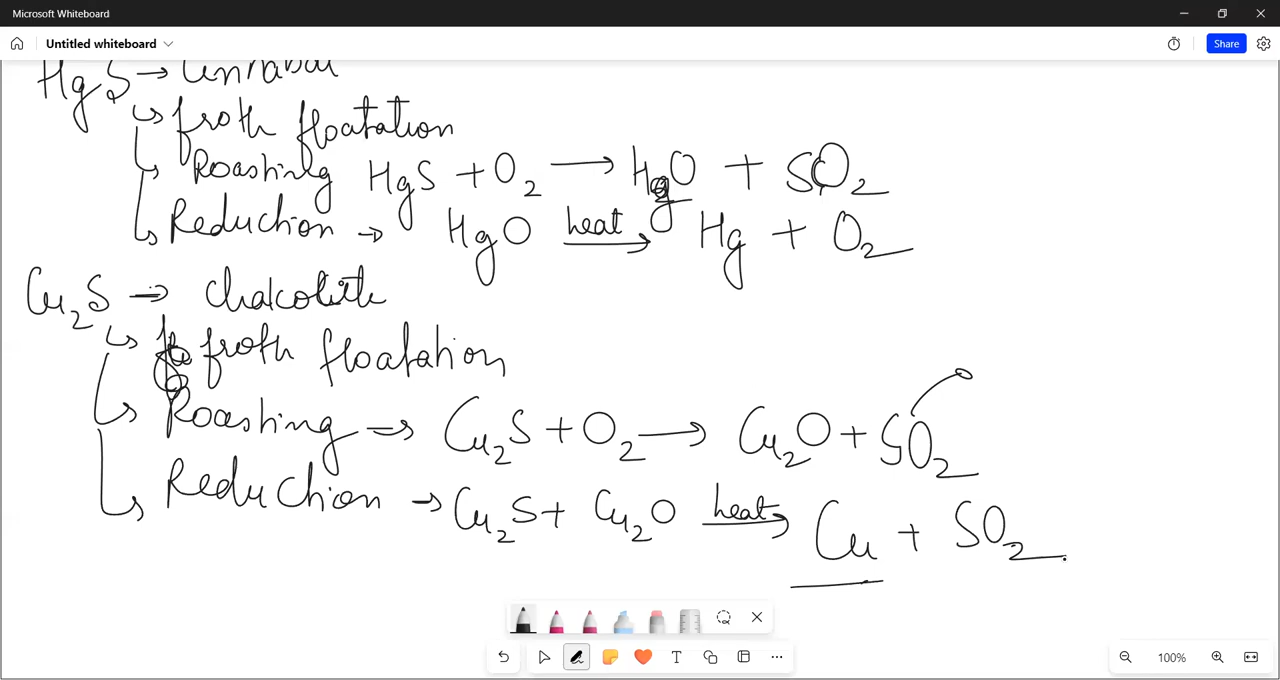 Microsoft Whiteboard
Untitled whiteboard
Share
HgS → Cinnabar
froth floatation
Roasting HgS + O2 → HgO + SO2
Reduction → HgO heat → Hg + O2
Cu2S → chalcolite
froth floatation
Roasting ⇒ Cu2S + O2 → Cu2O + SO2
Reduction → Cu2S + Cu2O heat → Cu + SO2
100%